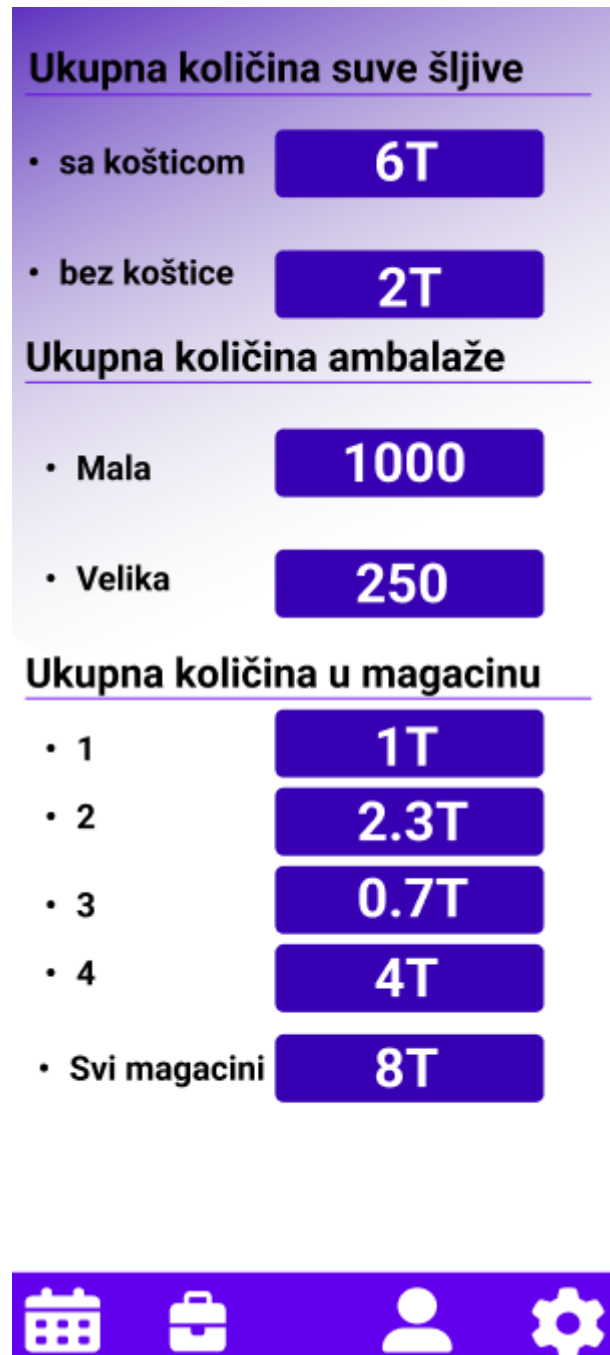 Ukupna količina suve šljive
• sa košticom 6T
• bez koštice 2T
Ukupna količina ambalaže
• Mala 1000
• Velika 250
Ukupna količina u magacinu
• 1 1T
• 2 2.3T
• 3 0.7T
• 4 4T
• Svi magacini 8T